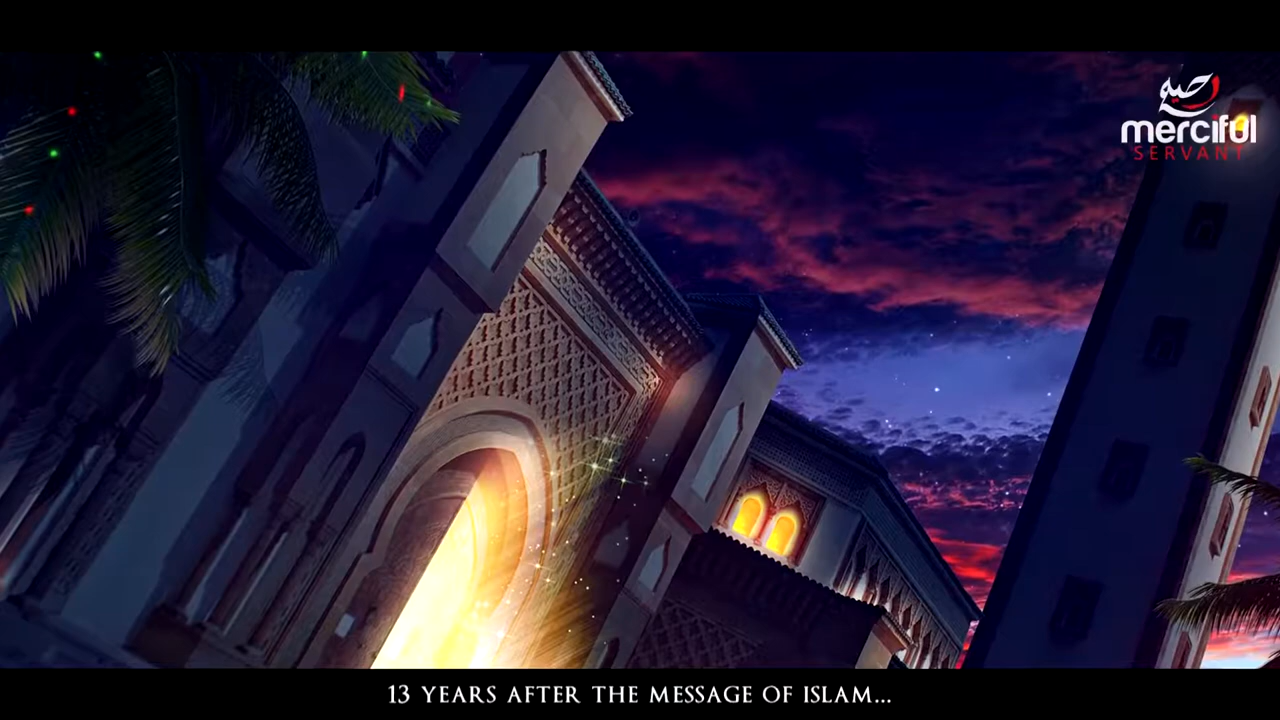 merciful
SERVANT
13 YEARS AFTER THE MESSAGE OF ISLAM...